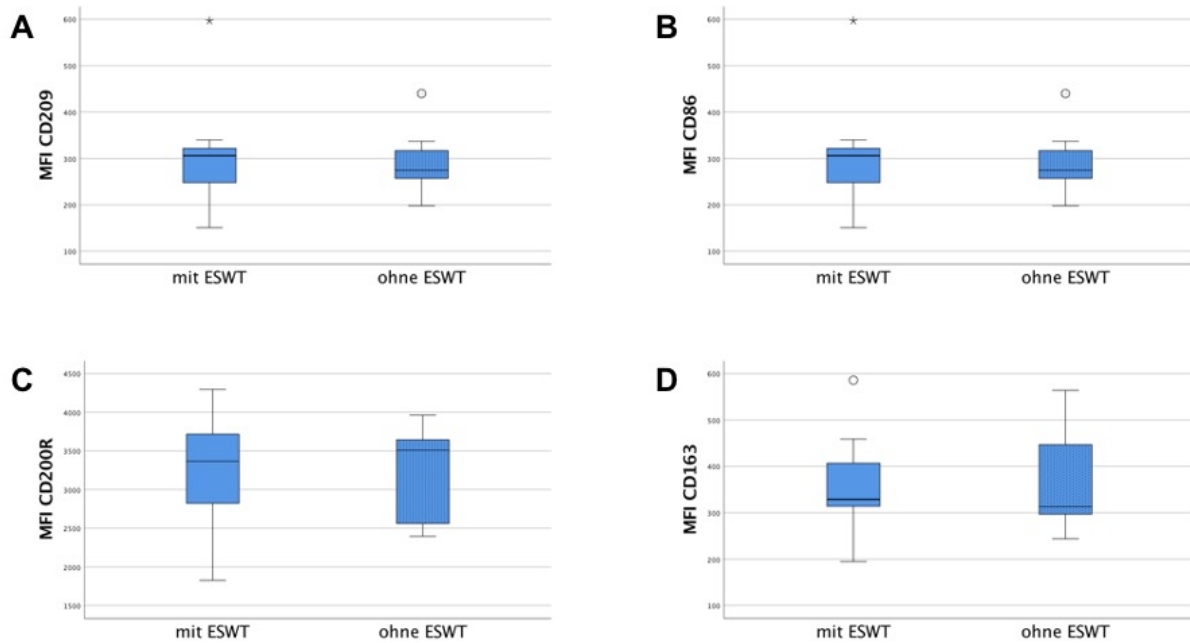 A
MFI CD209
600
500
400
300
200
100
mit ESWT
ohne ESWT
B
MFI CD86
600
500
400
300
200
100
mit ESWT
ohne ESWT
C
MFI CD200R
4500
4000
3500
3000
2500
2000
1500
mit ESWT
ohne ESWT
D
MFI CD163
600
500
400
300
200
100
mit ESWT
ohne ESWT